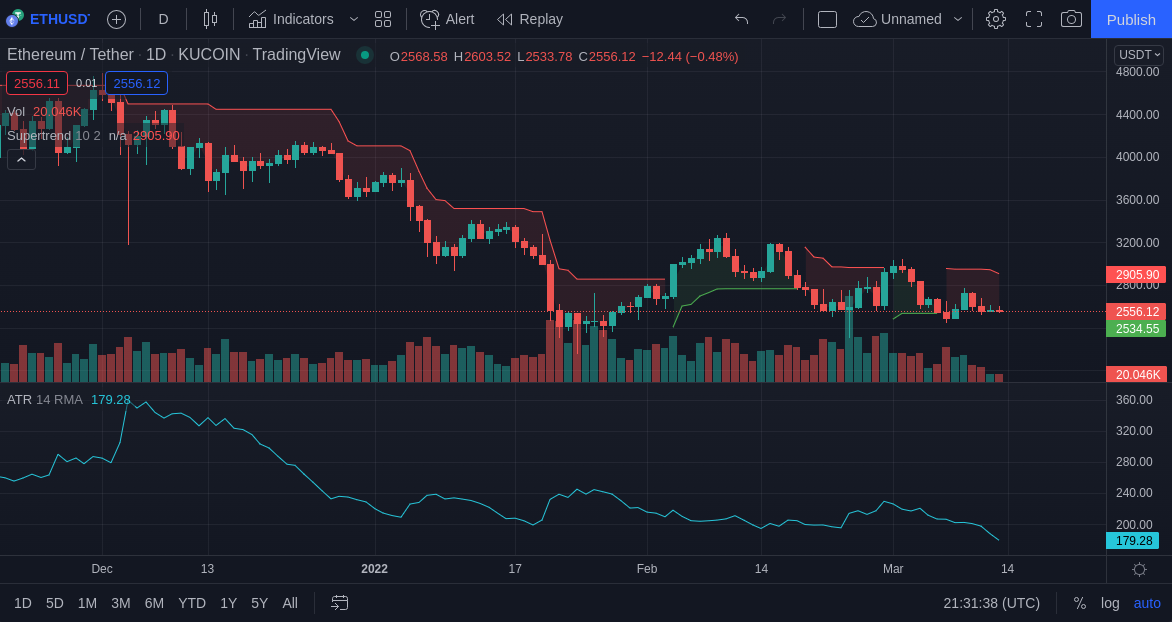 ETHUSDT D Indicators Alert Replay Unnamed Publish
Ethereum / Tether · 1D · KUCOIN · TradingView O2568.58 H2603.52 L2533.78 C2556.12 −12.44 (−0.48%)
USDT
2556.11 0.01 2556.12
Vol 20.046K
Supertrend 10 2 n/a 2905.90
4800.00
4400.00
4000.00
3600.00
3200.00
2905.90
2800.00
2556.12
2534.55
20.046K
ATR 14 RMA 179.28
360.00
320.00
280.00
240.00
200.00
179.28
Dec 13 2022 17 Feb 14 Mar 14
1D 5D 1M 3M 6M YTD 1Y 5Y All 21:31:38 (UTC) % log auto